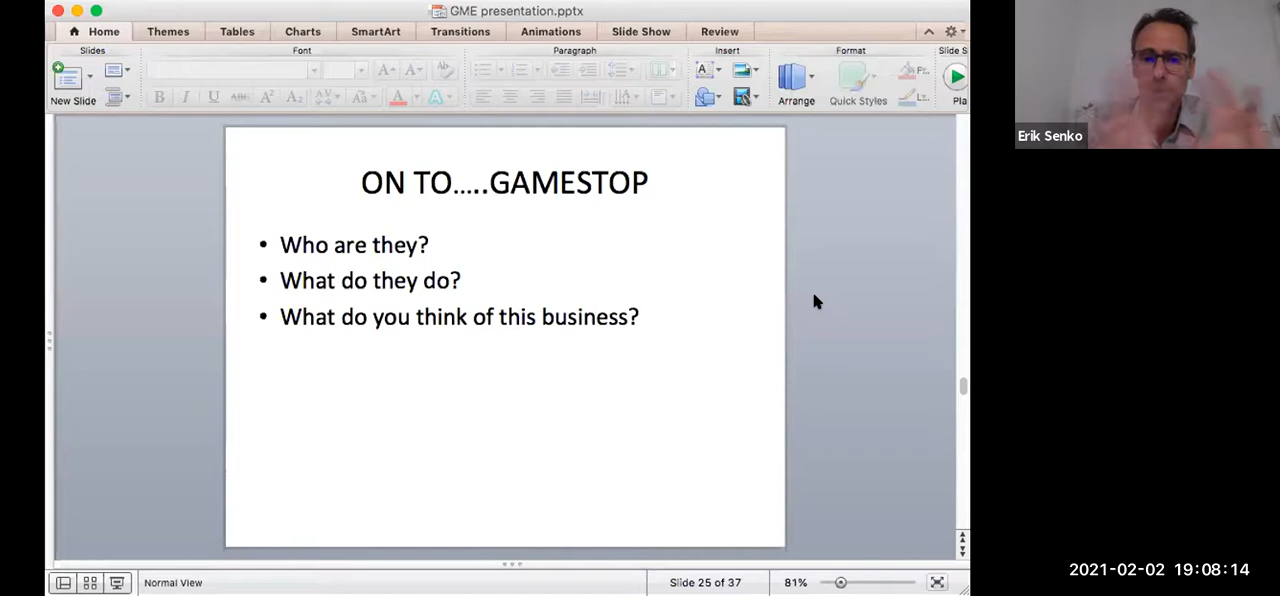 GME presentation.pptx
Home Themes Tables Charts SmartArt Transitions Animations Slide Show Review
Slides Font Paragraph Insert Format Slide S
New Slide Arrange Quick Styles Pla
ON TO.....GAMESTOP
• Who are they?
• What do they do?
• What do you think of this business?
Normal View Slide 25 of 37 81%
Erik Senko
2021-02-02 19:08:14